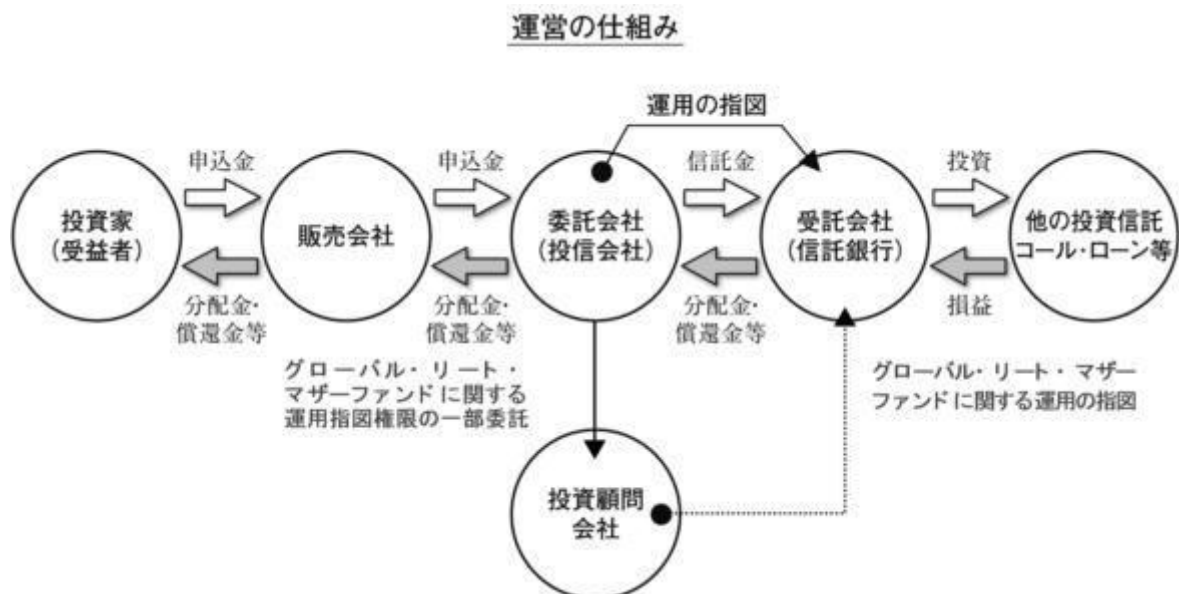 運営の仕組み
運用の指図
申込金
申込金
信託金
投資
投資家
(受益者)
販売会社
委託会社
(投信会社)
受託会社
(信託銀行)
他の投資信託
コール・ローン等
分配金・
償還金等
分配金・
償還金等
分配金・
償還金等
損益
グローバル・リート・
マザーファンドに関する
運用指図権限の一部委託
グローバル・リート・マザー
ファンドに関する運用の指図
投資顧問
会社